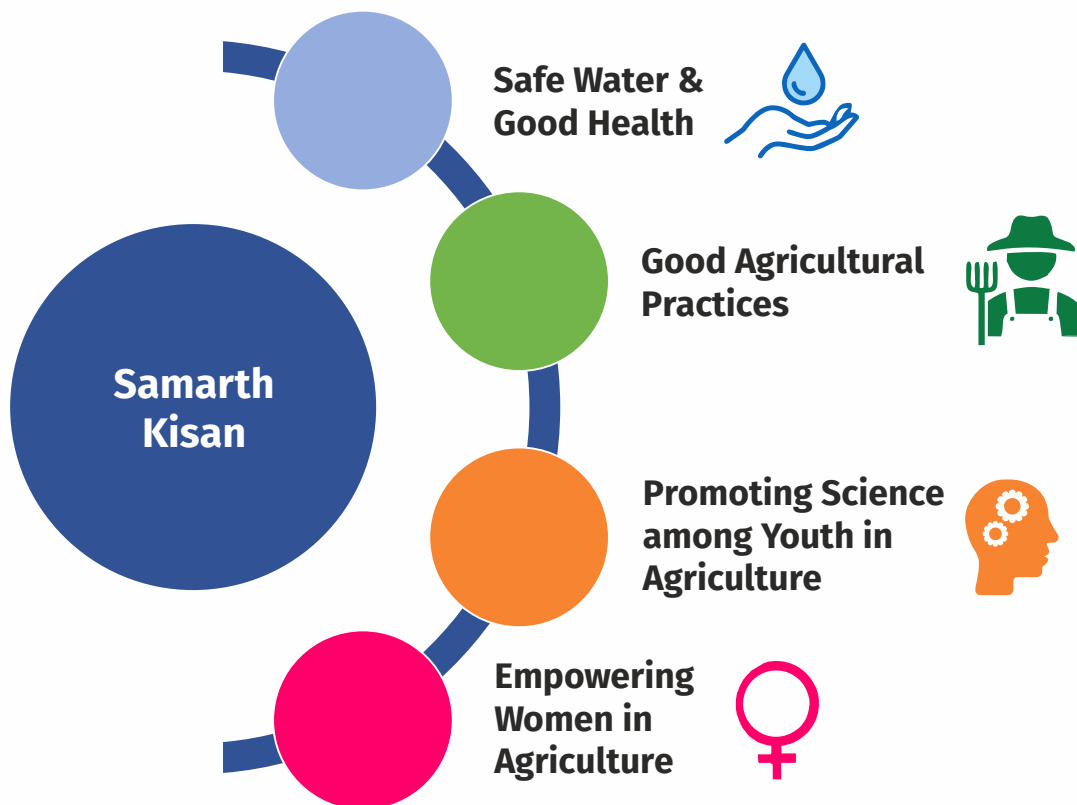 Safe Water &
Good Health
Good Agricultural
Practices
Samarth
Kisan
Promoting Science
among Youth in
Agriculture
Empowering
Women in
Agriculture